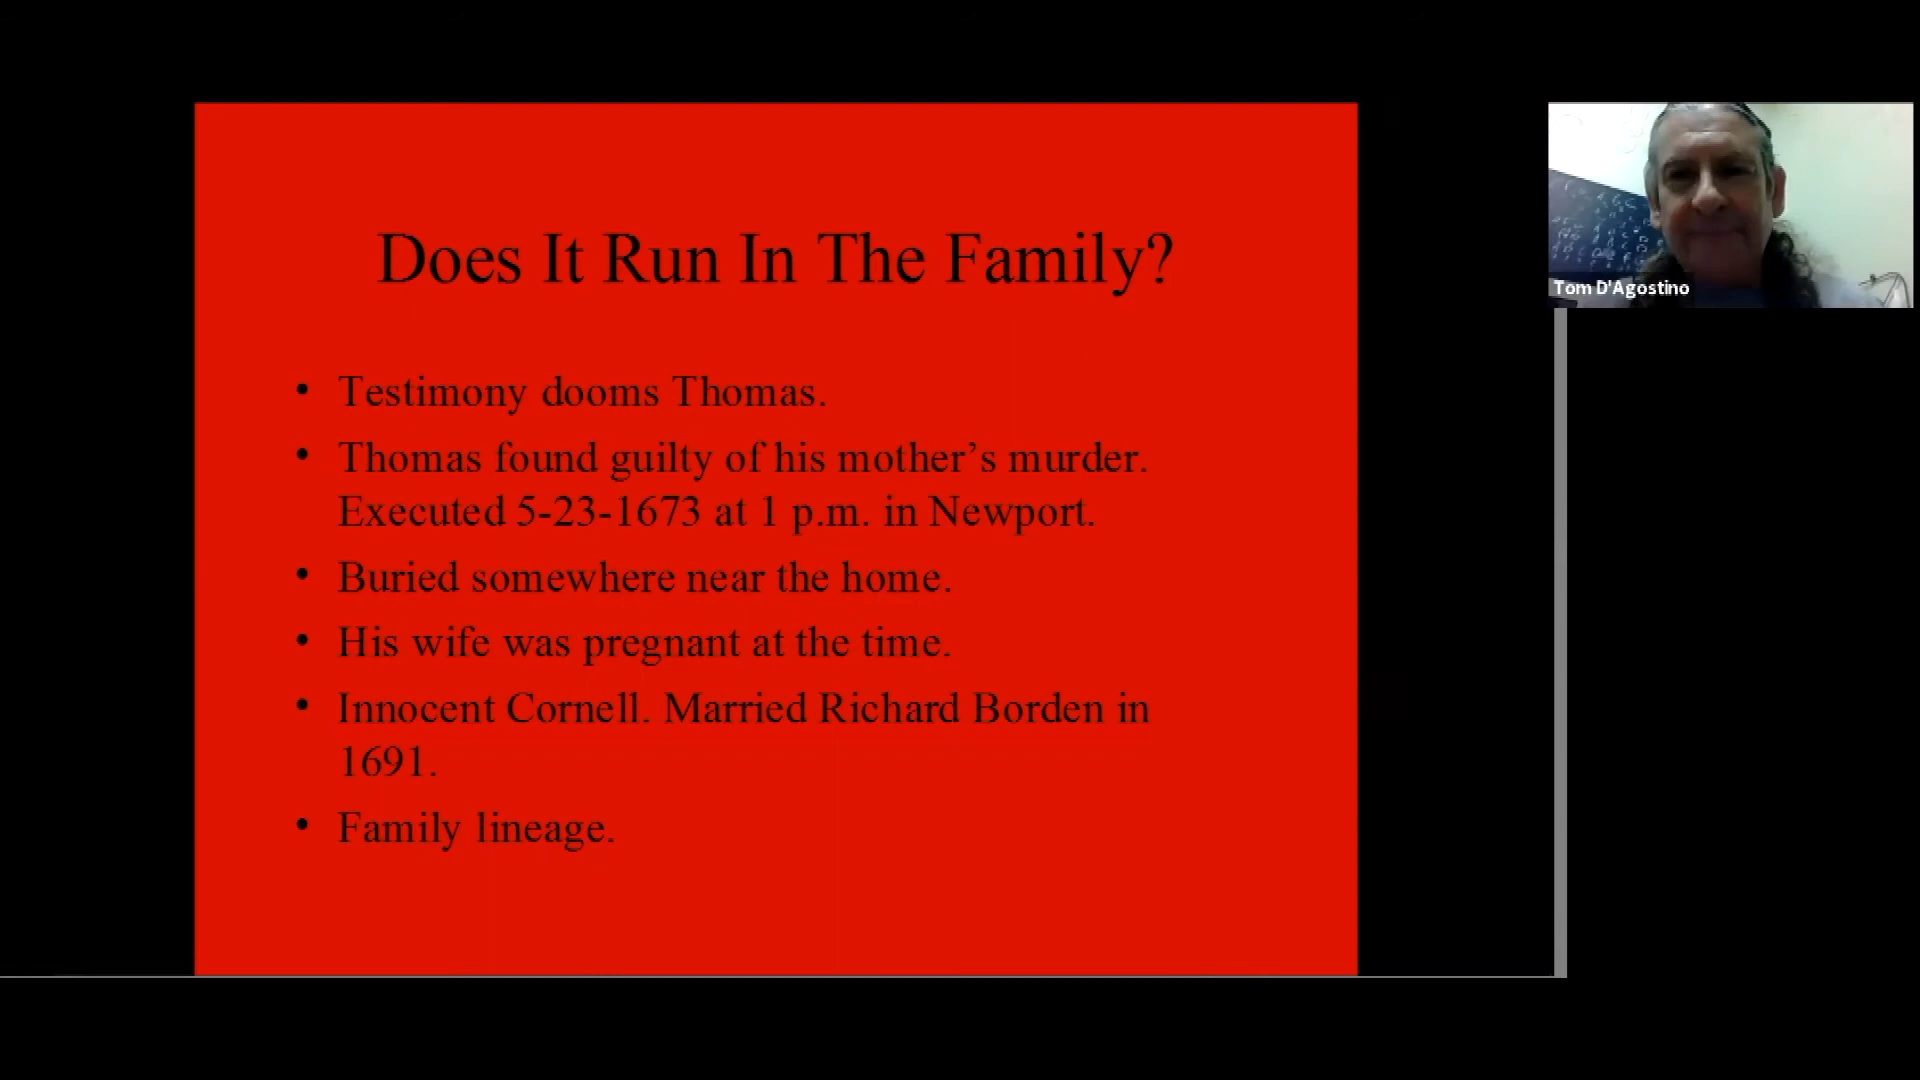 Does It Run In The Family?
• Testimony dooms Thomas.
• Thomas found guilty of his mother’s murder.
Executed 5-23-1673 at 1 p.m. in Newport.
• Buried somewhere near the home.
• His wife was pregnant at the time.
• Innocent Cornell. Married Richard Borden in
1691.
• Family lineage.
Tom D'Agostino